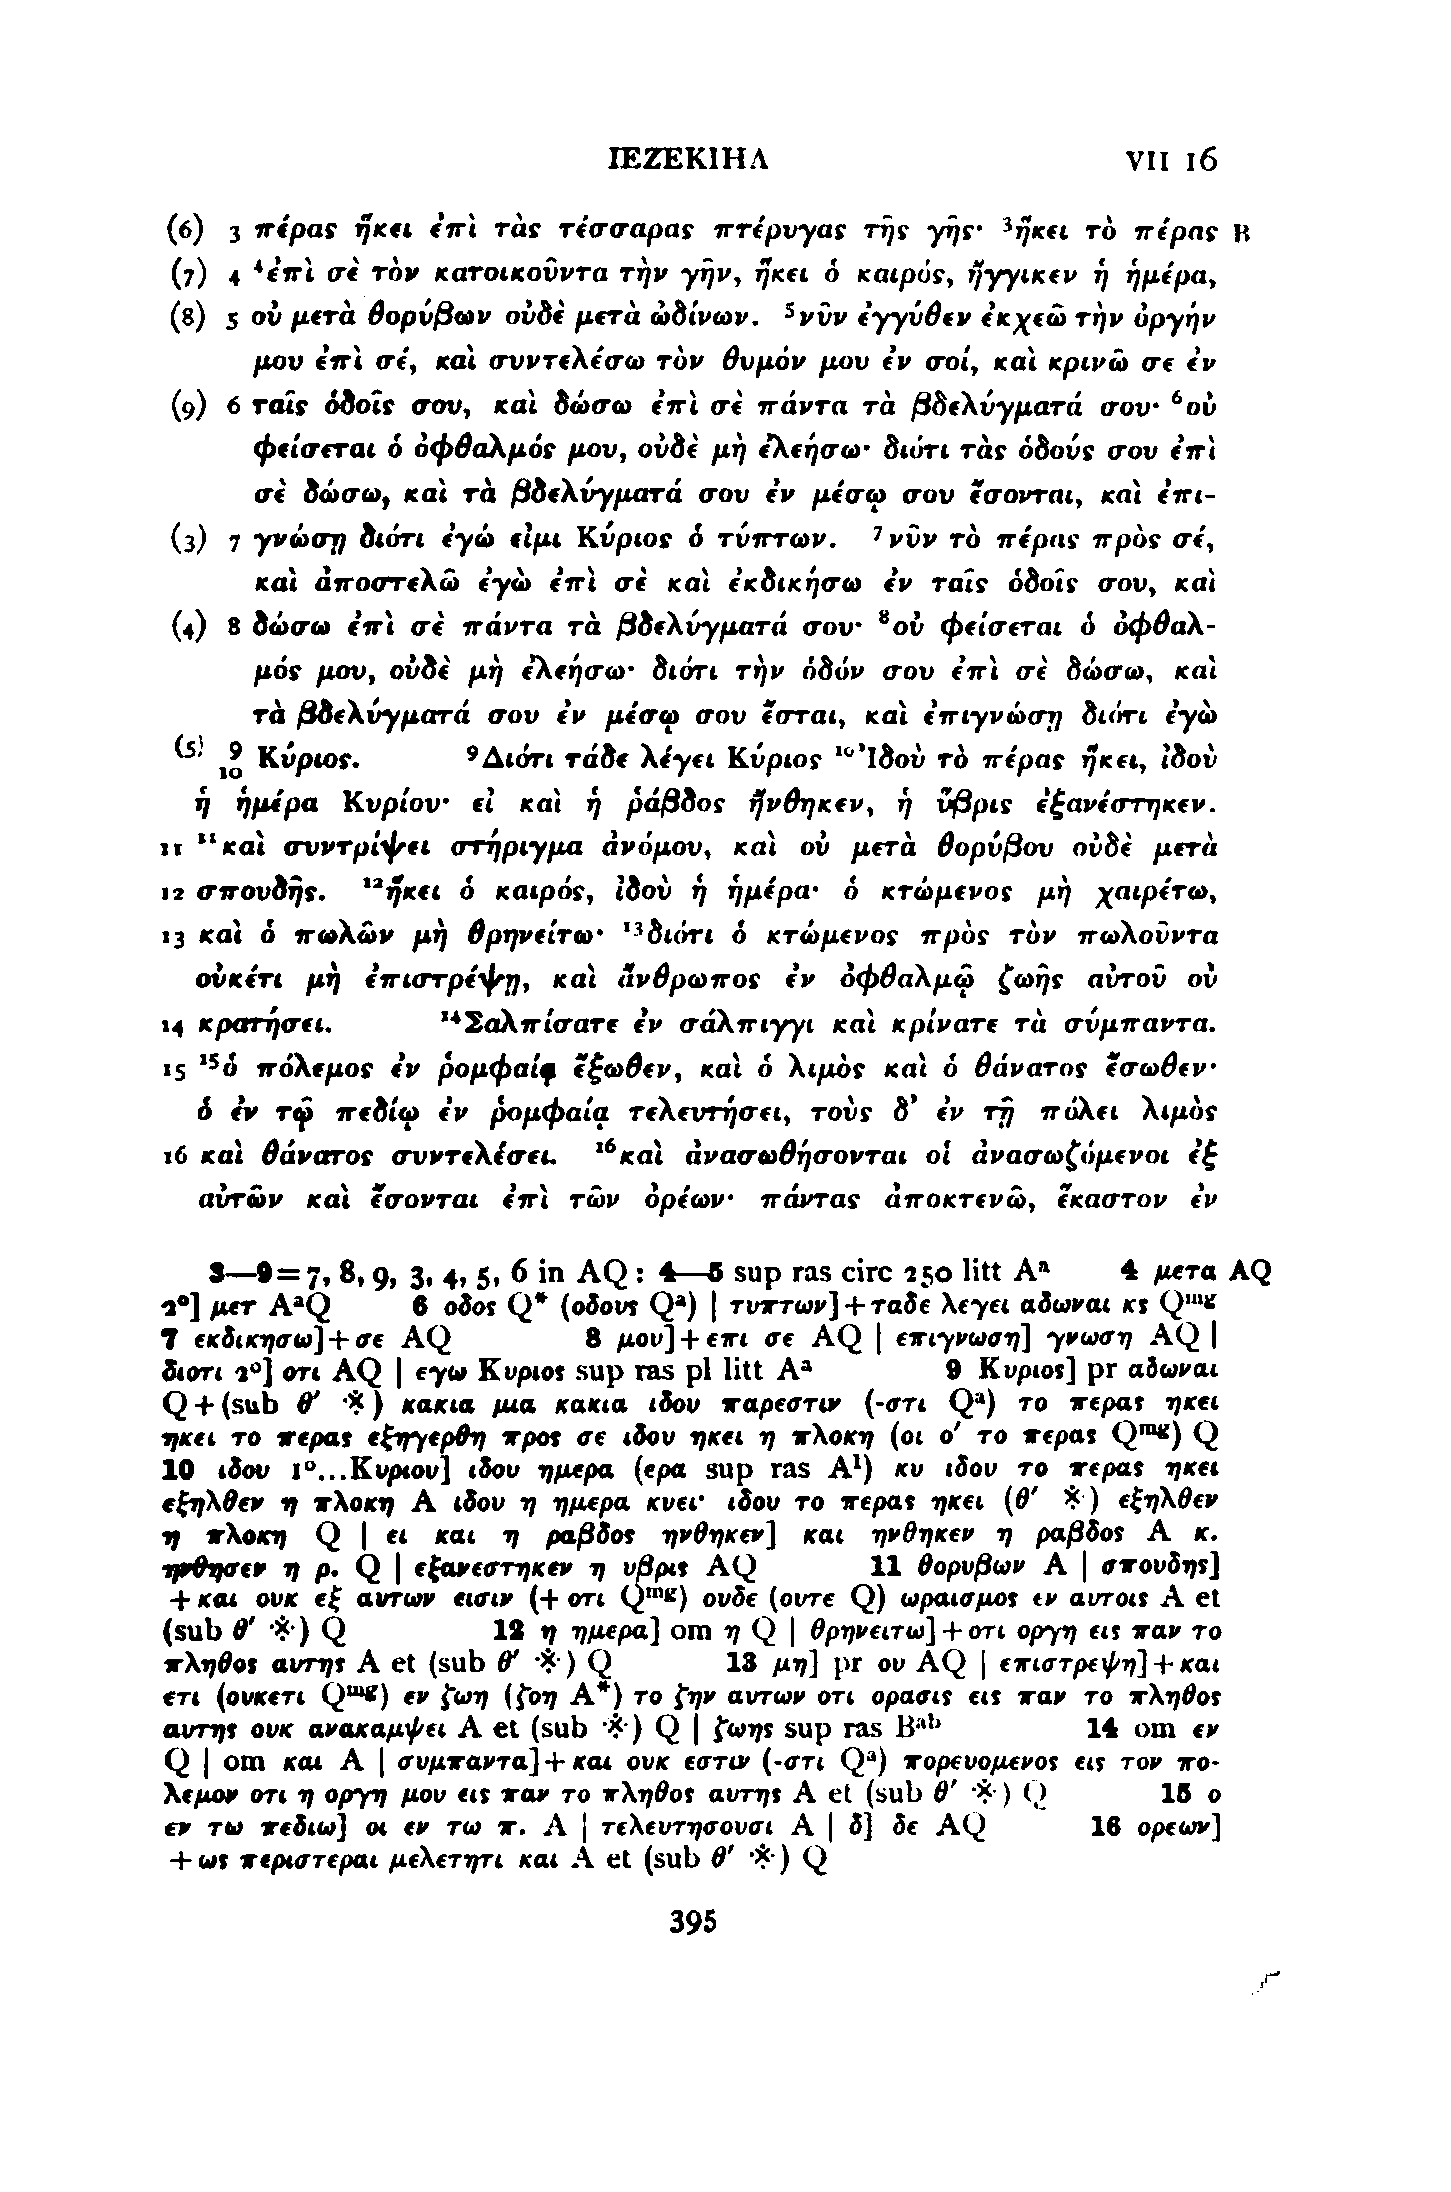 ΙΕΖΕΚΙΗΛ VII 16
(6) 3 πέρας ἥκει ἐπὶ τὰς τέσσαρας πτέρυγας τῆς γῆς· ³ἥκει τὸ πέρας B
(7) 4 ⁴ἐπὶ σὲ τὸν κατοικοῦντα τὴν γῆν, ἥκει ὁ καιρός, ἤγγικεν ἡ ἡμέρα,
(8) 5 οὐ μετὰ θορύβων οὐδὲ μετὰ ὠδίνων. ⁵νῦν ἐγγύθεν ἐκχεῶ τὴν ὀργήν
μου ἐπὶ σέ, καὶ συντελέσω τὸν θυμόν μου ἐν σοί, καὶ κρινῶ σε ἐν
(9) 6 ταῖς ὁδοῖς σου, καὶ δώσω ἐπὶ σὲ πάντα τὰ βδελύγματά σου· ⁶οὐ
φείσεται ὁ ὀφθαλμός μου, οὐδὲ μὴ ἐλεήσω· διότι τὰς ὁδούς σου ἐπὶ
σὲ δώσω, καὶ τὰ βδελύγματά σου ἐν μέσῳ σου ἔσονται, καὶ ἐπι-
(3) 7 γνώσῃ διότι ἐγώ εἰμι Κύριος ὁ τύπτων. ⁷νῦν τὸ πέρας πρὸς σέ,
καὶ ἀποστελῶ ἐγὼ ἐπὶ σὲ καὶ ἐκδικήσω ἐν ταῖς ὁδοῖς σου, καὶ
(4) 8 δώσω ἐπὶ σὲ πάντα τὰ βδελύγματά σου· ⁸οὐ φείσεται ὁ ὀφθαλ-
μός μου, οὐδὲ μὴ ἐλεήσω· διότι τὴν ὁδόν σου ἐπὶ σὲ δώσω, καὶ
τὰ βδελύγματά σου ἐν μέσῳ σου ἔσται, καὶ ἐπιγνώσῃ διότι ἐγὼ
(5) 9 10 Κύριος. ⁹Διότι τάδε λέγει Κύριος ¹⁰Ἰδοὺ τὸ πέρας ἥκει, ἰδοὺ
ἡ ἡμέρα Κυρίου· εἰ καὶ ἡ ῥάβδος ἤνθηκεν, ἡ ὕβρις ἐξανέστηκεν.
11 ¹¹καὶ συντρίψει στήριγμα ἀνόμου, καὶ οὐ μετὰ θορύβου οὐδὲ μετὰ
12 σπουδῆς. ¹²ἥκει ὁ καιρός, ἰδοὺ ἡ ἡμέρα· ὁ κτώμενος μὴ χαιρέτω,
13 καὶ ὁ πωλῶν μὴ θρηνείτω· ¹³διότι ὁ κτώμενος πρὸς τὸν πωλοῦντα
οὐκέτι μὴ ἐπιστρέψῃ, καὶ ἄνθρωπος ἐν ὀφθαλμῷ ζωῆς αὐτοῦ οὐ
14 κρατήσει. ¹⁴Σαλπίσατε ἐν σάλπιγγι καὶ κρίνατε τὰ σύμπαντα.
15 ¹⁵ὁ πόλεμος ἐν ῥομφαίᾳ ἔξωθεν, καὶ ὁ λιμὸς καὶ ὁ θάνατος ἔσωθεν·
ὁ ἐν τῷ πεδίῳ ἐν ῥομφαίᾳ τελευτήσει, τοὺς δ᾽ ἐν τῇ πόλει λιμὸς
16 καὶ θάνατος συντελέσει. ¹⁶καὶ ἀνασωθήσονται οἱ ἀνασωζόμενοι ἐξ
αὐτῶν καὶ ἔσονται ἐπὶ τῶν ὀρέων· πάντας ἀποκτενῶ, ἕκαστον ἐν
3—9=7, 8, 9, 3, 4, 5, 6 in AQ : 4—5 sup ras circ 250 litt Aᵃ 4 μετα AQ
2°] μετ AᵃQ 6 οδος Q* (οδους Qᵃ) | τυπτων]+ταδε λεγει αδωναι κς Qᵐᵍ
7 εκδικησω]+σε AQ 8 μου]+επι σε AQ | επιγνωση] γνωση AQ |
διοτι 2°] οτι AQ | εγω Κυριος sup ras pl litt Aᵃ 9 Κυριος] pr αδωναι
Q+(sub θ′ ※) κακια μια κακια ιδου παρεστιν (-στι Qᵃ) το περας ηκει
ηκει το περας εξηγερθη προς σε ιδου ηκει η πλοκη (οι ο′ το περας Qᵐᵍ) Q
10 ιδου 1°...Κυριου] ιδου ημερα (ερα sup ras A¹) κυ ιδου το περας ηκει
εξηλθεν η πλοκη A ιδου η ημερα κυει· ιδου το περας ηκει (θ′ ※) εξηλθεν
η πλοκη Q | ει και η ραβδος ηνθηκεν] και ηνθηκεν η ραβδος A κ.
ηνθησεν η ρ. Q | εξανεστηκεν η υβρις AQ 11 θορυβων A | σπουδης]
+και ουκ εξ αυτων εισιν (+οτι Qᵐᵍ) ουδε (ουτε Q) ωραισμος εν αυτοις A et
(sub θ′ ※) Q 12 η ημερα] om η Q | θρηνειτω]+οτι οργη εις παν το
πληθος αυτης A et (sub θ′ ※) Q 13 μη] pr ου AQ | επιστρεψη]+και
ετι (ουκετι Qᵐᵍ) εν ζωη (ζοη A*) το ζην αυτων οτι ορασις εις παν το πληθος
αυτης ουκ ανακαμψει A et (sub ※) Q | ζωης sup ras Bᵃᵇ 14 om εν
Q | om και A | συμπαντα]+και ουκ εστιν (-στι Qᵃ) πορευομενος εις τον πο-
λεμον οτι η οργη μου εις παν το πληθος αυτης A et (sub θ′ ※) Q 15 ο
εν τω πεδιω] οι εν τω π. A | τελευτησουσι A | δ] δε AQ 16 ορεων]
+ως περιστεραι μελετητι και A et (sub θ′ ※) Q
395